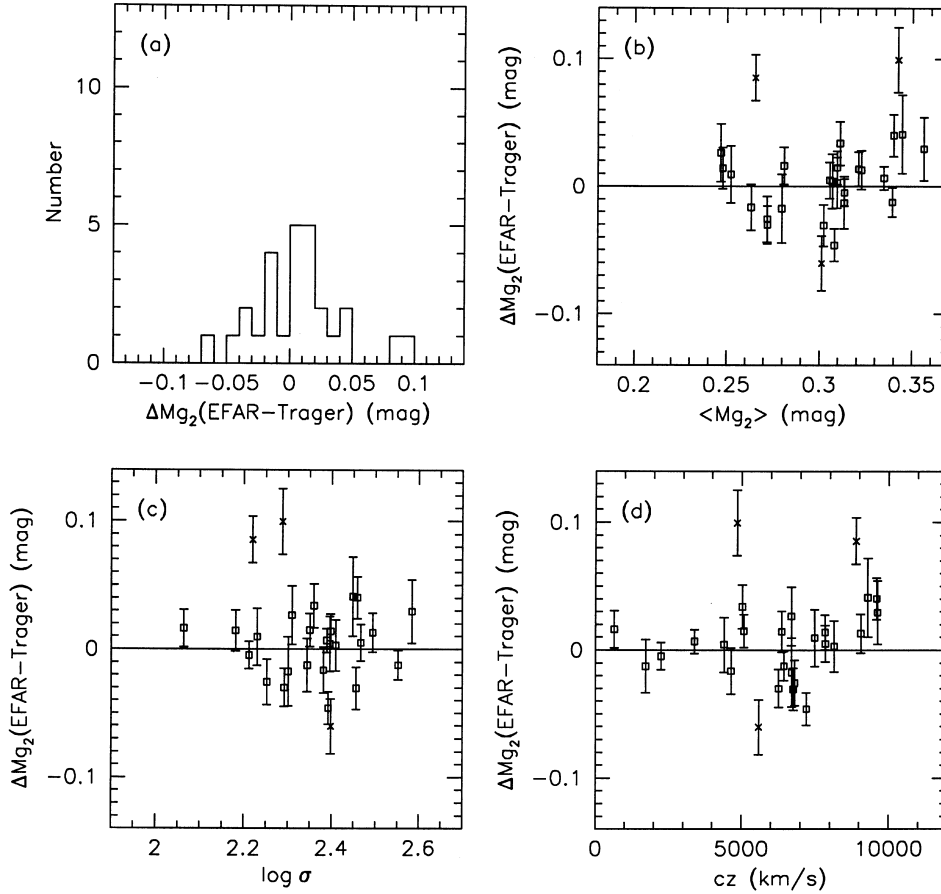 (a)
10
5
0
Number
−0.1 −0.05 0 0.05 0.1
ΔMg₂(EFAR−Trager) (mag)
(b)
0.1
0
−0.1
ΔMg₂(EFAR−Trager) (mag)
0.2 0.25 0.3 0.35
<Mg₂> (mag)
(c)
0.1
0
−0.1
ΔMg₂(EFAR−Trager) (mag)
2 2.2 2.4 2.6
log σ
(d)
0.1
0
−0.1
ΔMg₂(EFAR−Trager) (mag)
0 5000 10000
cz (km/s)